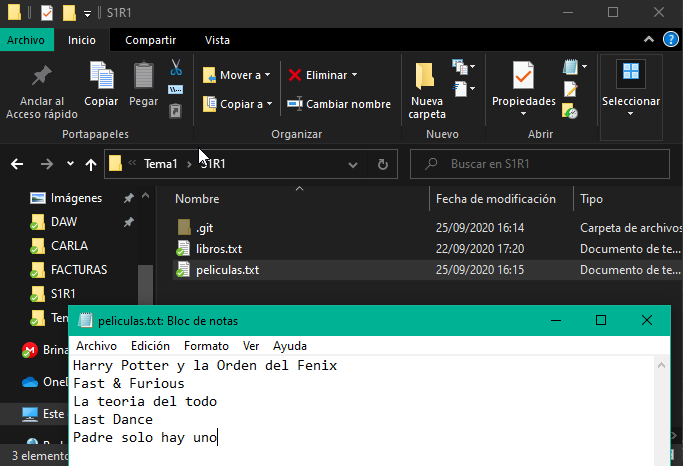 S1R1
Archivo Inicio Compartir Vista
Anclar al Acceso rápido
Copiar
Pegar
Mover a
Copiar a
Eliminar
Cambiar nombre
Nueva carpeta
Propiedades
Seleccionar
Portapapeles Organizar Nuevo Abrir
Tema1 S1R1
Buscar en S1R1
Nombre Fecha de modificación Tipo
Imágenes
DAW
CARLA
FACTURAS
S1R1
.git 25/09/2020 16:14 Carpeta de archivos
libros.txt 22/09/2020 17:20 Documento de te...
peliculas.txt 25/09/2020 16:15 Documento de te...
Este
3 elemento
peliculas.txt: Bloc de notas
Archivo Edición Formato Ver Ayuda
Harry Potter y la Orden del Fenix
Fast & Furious
La teoria del todo
Last Dance
Padre solo hay uno